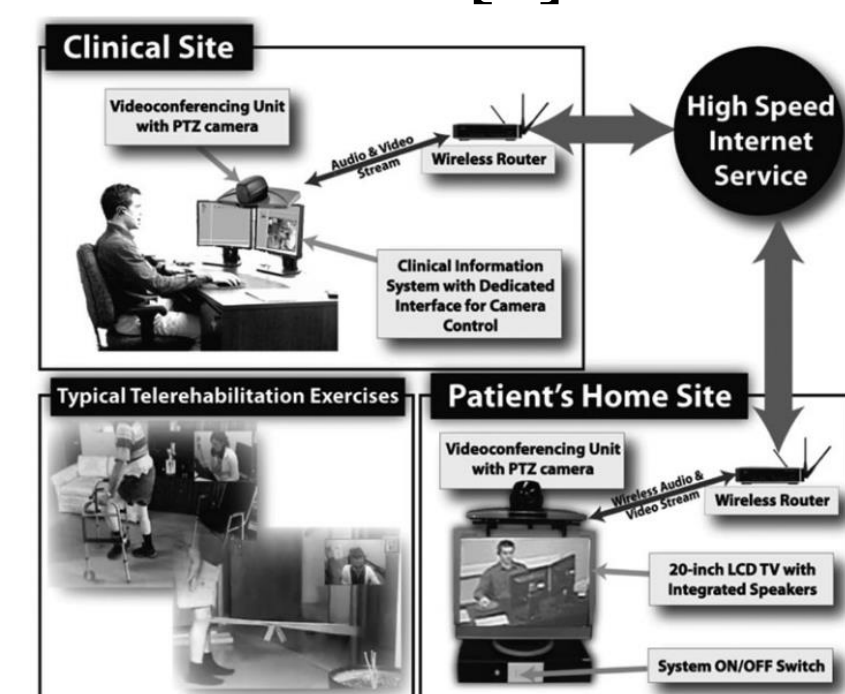 Clinical Site
Videoconferencing Unit
with PTZ camera
Audio & Video
Stream
Wireless Router
High Speed
Internet
Service
Clinical Information
System with Dedicated
Interface for Camera
Control
Typical Telerehabilitation Exercises
Patient's Home Site
Videoconferencing Unit
with PTZ camera
Wireless Audio &
Video Stream
Wireless Router
20-inch LCD TV with
Integrated Speakers
System ON/OFF Switch